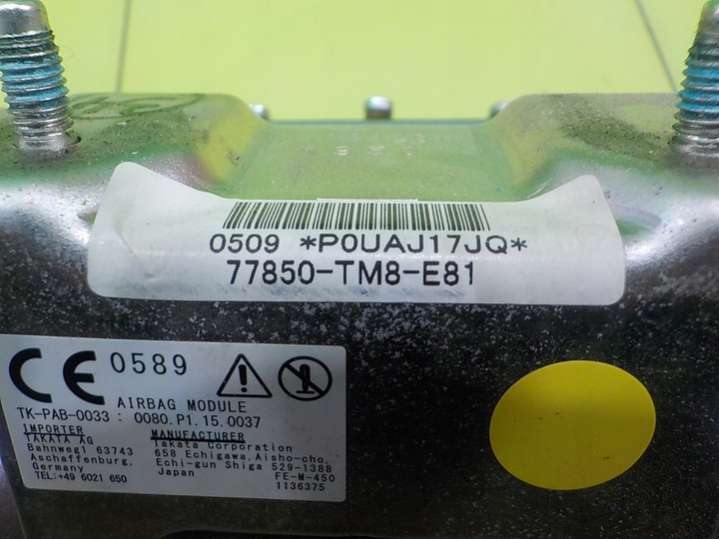 0509 *P0UAJ17JQ*
77850-TM8-E81
CE 0589
AIRBAG MODULE
TK-PAB-0033 : 0080.P1.15.0037
IMPORTER
TAKATA AG
Bahnweg1 63743
Aschaffenburg,
Germany
TEL:+49 6021 650
MANUFACTURER
Takata Corporation
658 Echigawa,Aisho-cho,
Echi-gun Shiga 529-1388
Japan
FE-M-450
1136375